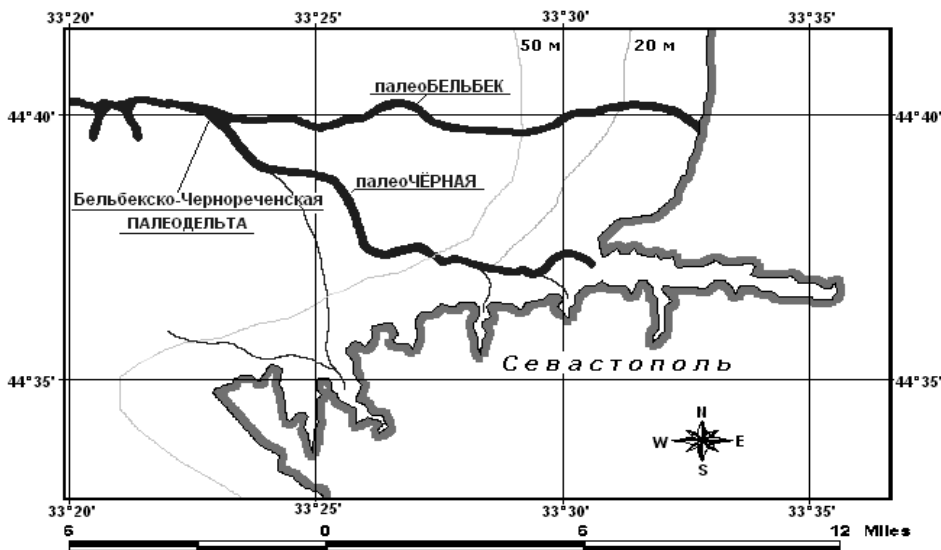 33°20' 33°25' 33°30' 33°35'
50 м 20 м
палеоБЕЛЬБЕК
44°40' 44°40'
палеоЧЁРНАЯ
Бельбекско-Чернореченская
ПАЛЕОДЕЛЬТА
Севастополь
44°35' 44°35'
N
W E
S
33°20' 33°25' 33°30' 33°35'
6 0 6 12 Miles